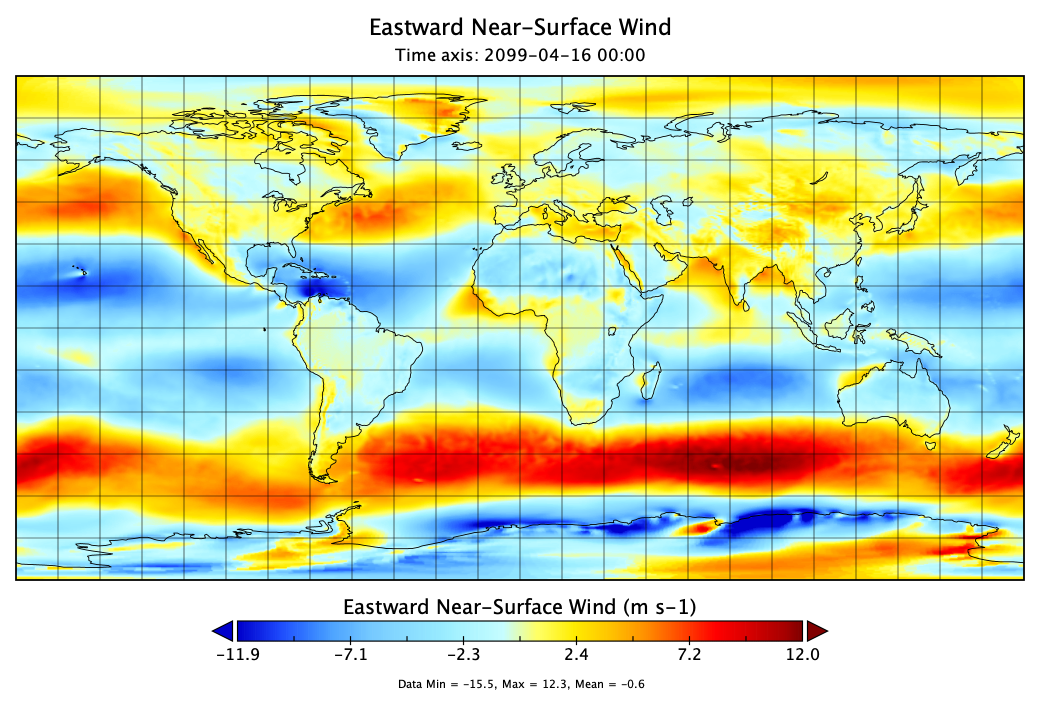 Eastward Near-Surface Wind
Time axis: 2099-04-16 00:00
Eastward Near-Surface Wind (m s-1)
-11.9 -7.1 -2.3 2.4 7.2 12.0
Data Min = -15.5, Max = 12.3, Mean = -0.6